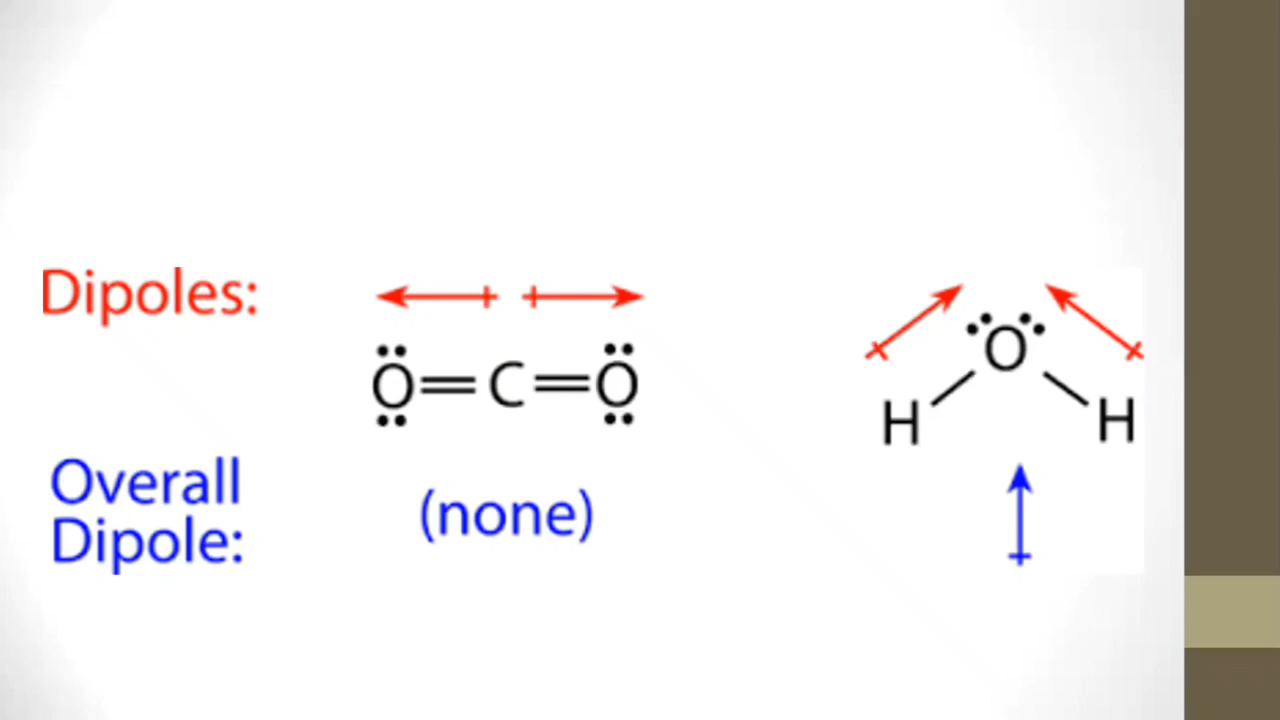 Dipoles:
O=C=O
O
H H
Overall
Dipole:
(none)